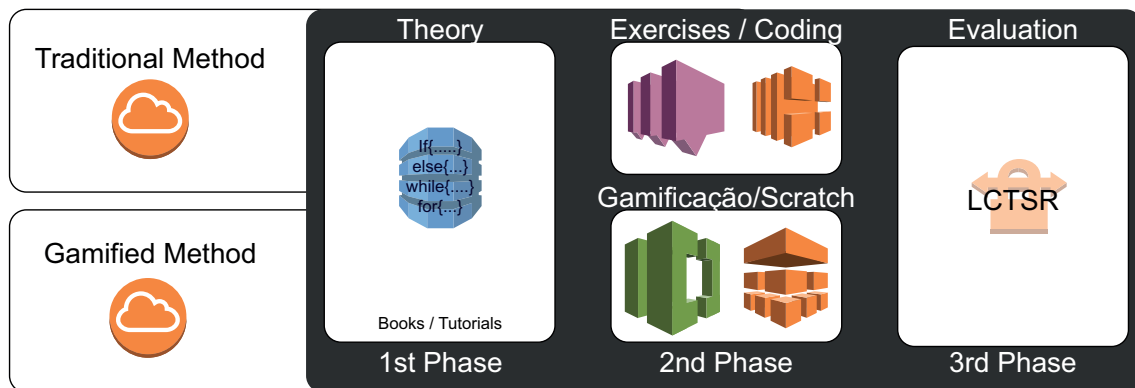 Traditional Method
Gamified Method
Theory
If{.....}
else{...}
while{....}
for{...}
Books / Tutorials
1st Phase
Exercises / Coding
Gamificação/Scratch
2nd Phase
Evaluation
LCTSR
3rd Phase